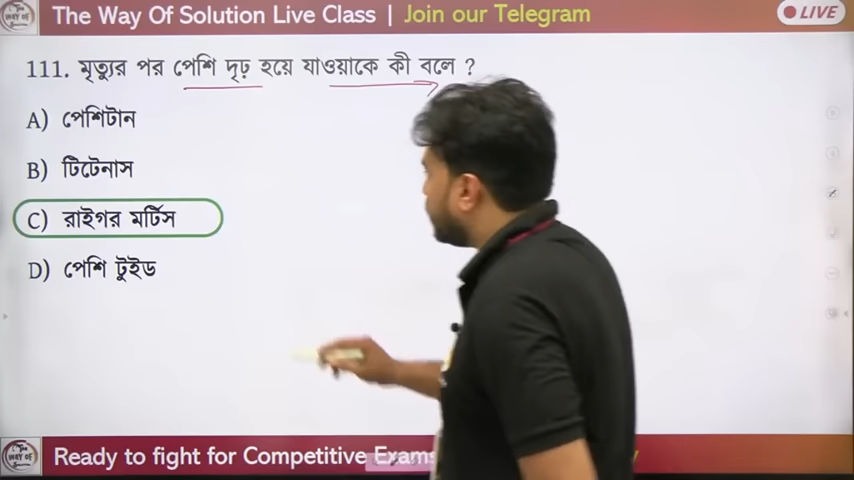 The Way Of Solution Live Class | Join our Telegram
LIVE
111. মৃত্যুর পর পেশি দৃঢ় হয়ে যাওয়াকে কী বলে ?
A) পেশিটান
B) টিটেনাস
C) রাইগর মর্টিস
D) পেশি টুইড
Ready to fight for Competitive Exams